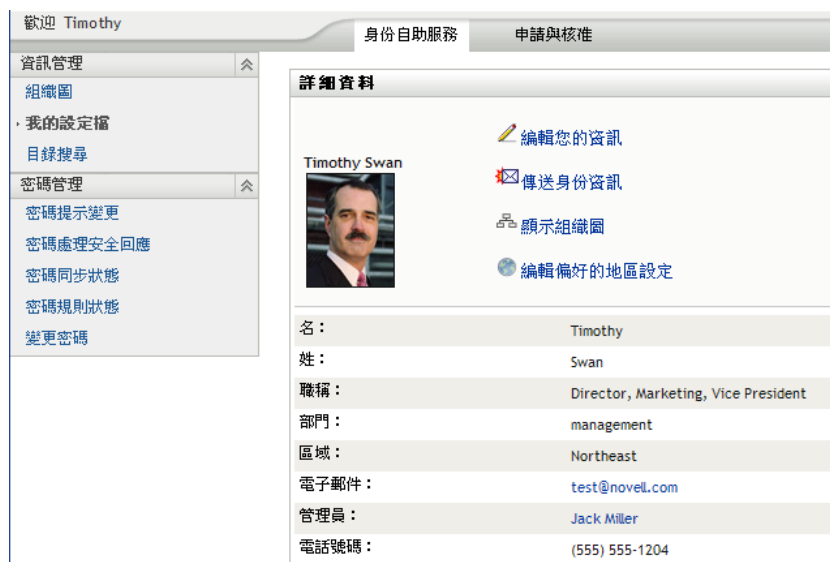 歡迎 Timothy
身份自助服務
申請與核准
資訊管理
組織圖
我的設定檔
目錄搜尋
密碼管理
密碼提示變更
密碼處理安全回應
密碼同步狀態
密碼規則狀態
變更密碼
詳細資料
Timothy Swan
編輯您的資訊
傳送身份資訊
顯示組織圖
編輯偏好的地區設定
名： Timothy
姓： Swan
職稱： Director, Marketing, Vice President
部門： management
區域： Northeast
電子郵件： test@novell.com
管理員： Jack Miller
電話號碼： (555) 555-1204